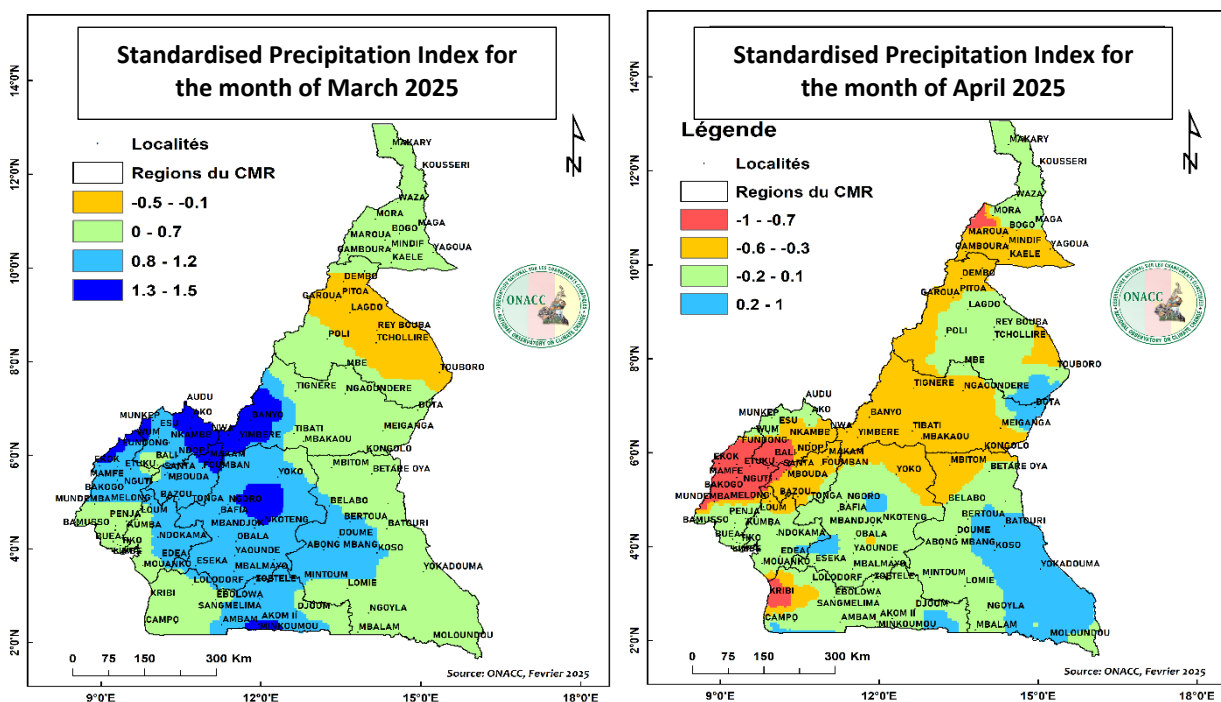 Standardised Precipitation Index for
the month of March 2025
Localités
Regions du CMR
-0.5 - -0.1
0 - 0.7
0.8 - 1.2
1.3 - 1.5
N
ONACC
14°0'N
12°0'N
10°0'N
8°0'N
6°0'N
4°0'N
2°0'N
MAKARY
KOUSSERI
WAZA
MORA
MAGA
BOGO
MAROUA
MINDIF
YAGOUA
GAMBOURA
KAELE
DEMBO
PITOA
GAROUA
LAGDO
REY BOUBA
POLI
TCHOLLIRE
MBE
TOUBORO
TIGNERE
NGAOUNDERE
AUDU
AKO
MUNKEP
ESU
BANYO
WUM
NKAMBE
NWA
TIBATI
MEIGANGA
YIMBERE
FUNDONG
MBAKAOU
BALI
KONGOLO
EKOK
ETUKU
SANTA
FOUMBAN
MBITOM
MAMFE
YOKO
BETARE OYA
NGUTI
MBOUDA
BAKOGO
BAZOU
MUNDEMBA
MELONG
TONGA
NGORO
BELABO
LOUM
BAFIA
PENJA
NKOTENG
BERTOUA
BAMUSSO
KUMBA
MBANDJOK
BATOURI
BUEA
TIKO
NDOKAMA
OBALA
DOUME
ABONG MBANG
KOSO
EDEA
YAOUNDE
ESEKA
MOUANKO
MBALMAYO
YOKADOUMA
LOLODORF
MINTOUM
LOMIE
KRIBI
EBOLOWA
SANGMELIMA
DJOUM
NGOYLA
CAMPO
AKOM II
AMBAM
MINKOUMOU
MBALAM
MOLOUNDOU
0 75 150 300 Km
Source: ONACC, Fevrier 2025
9°0'E 12°0'E 15°0'E 18°0'E
Standardised Precipitation Index for
the month of April 2025
Légende
Localités
Regions du CMR
-1 - -0.7
-0.6 - -0.3
-0.2 - 0.1
0.2 - 1
N
ONACC
14°0'N
12°0'N
10°0'N
8°0'N
6°0'N
4°0'N
2°0'N
MAKARY
KOUSSERI
WAZA
MORA
MAGA
BOGO
MAROUA
MINDIF
YAGOUA
GAMBOURA
KAELE
DEMBO
PITOA
GAROUA
LAGDO
REY BOUBA
POLI
TCHOLLIRE
MBE
TOUBORO
TIGNERE
NGAOUNDERE
AUDU
AKO
MUNKEP
ESU
BANYO
WUM
NKAMBE
NWA
TIBATI
MEIGANGA
YIMBERE
FUNDONG
NDOP
MAKAM
MBAKAOU
BALI
KONGOLO
EKOK
ETUKU
SANTA
FOUMBAN
MBITOM
MAMFE
YOKO
BETARE OYA
NGUTI
MBOUDA
BAKOGO
BAZOU
MUNDEMBA
MELONG
TONGA
NGORO
BELABO
LOUM
BAFIA
PENJA
NKOTENG
BERTOUA
BAMUSSO
KUMBA
MBANDJOK
BATOURI
BUEA
TIKO
NDOKAMA
OBALA
DOUME
ABONG MBANG
KOSO
EDEA
YAOUNDE
ESEKA
MOUANKO
MBALMAYO
YOKADOUMA
LOLODORF
MINTOUM
LOMIE
KRIBI
EBOLOWA
SANGMELIMA
DJOUM
NGOYLA
CAMPO
AKOM II
AMBAM
MINKOUMOU
MBALAM
MOLOUNDOU
0 75 150 300 Km
Source: ONACC, Fevrier 2025
9°0'E 12°0'E 15°0'E 18°0'E